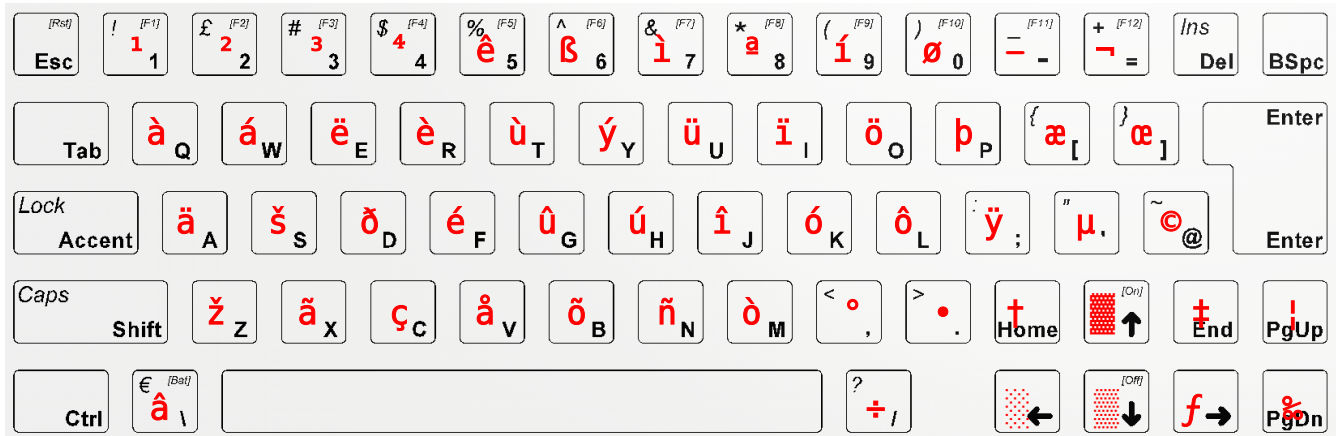 [Rst] Esc ! [F1] 1 1 £ [F2] 2 2 # [F3] 3 3 $ [F4] 4 4 % [F5] ê 5 ^ [F6] ß 6 & [F7] ì 7 * [F8] ª 8 ( [F9] í 9 ) [F10] ø 0 _ [F11] – - + [F12] ¬ = Ins Del BSpc
Tab à Q á W ë E è R ù T ý Y ü U ï I ö O þ P { æ [ } œ ] Enter
Lock Accent ä A š S ð D é F û G ú H î J ó K ô L : ÿ ; " µ ' ~ © @ Enter
Caps Shift ž Z ã X ç C å V õ B ñ N ò M < ° , > • . † Home [On] ▓ ↑ ‡ End ¦ PgUp
Ctrl € [Bat] â \ ? ÷ / ░ ← [Off] ▒ ↓ ƒ → ‰ PgDn